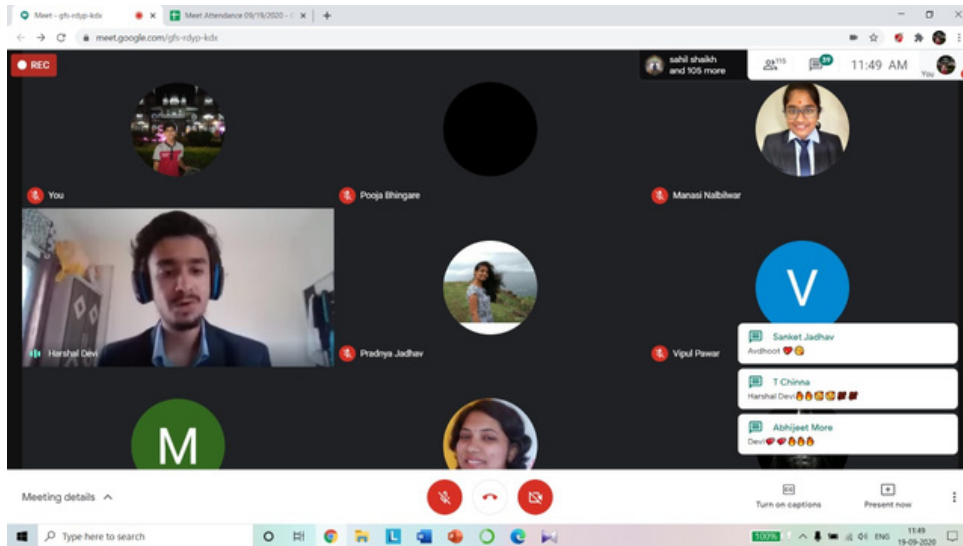 Meet - gfs-rdyp-kdx
Meet Attendance 09/19/2020 -
meet.google.com/gfs-rdyp-kdx
REC
sahil shaikh
and 105 more
115
39
11:49 AM
You
You
Pooja Bhingare
Manasi Nalbilwar
Harshal Devi
Pradnya Jadhav
V
Vipul Pawar
Sanket Jadhav
Avdhoot ❤️😘
T Chinna
Harshal Devi🔥🔥🥰🥰
Abhijeet More
Devi💕💕🔥🔥🔥
M
Meeting details
CC
Turn on captions
Present now
Type here to search
100%
ENG
11:49
19-09-2020